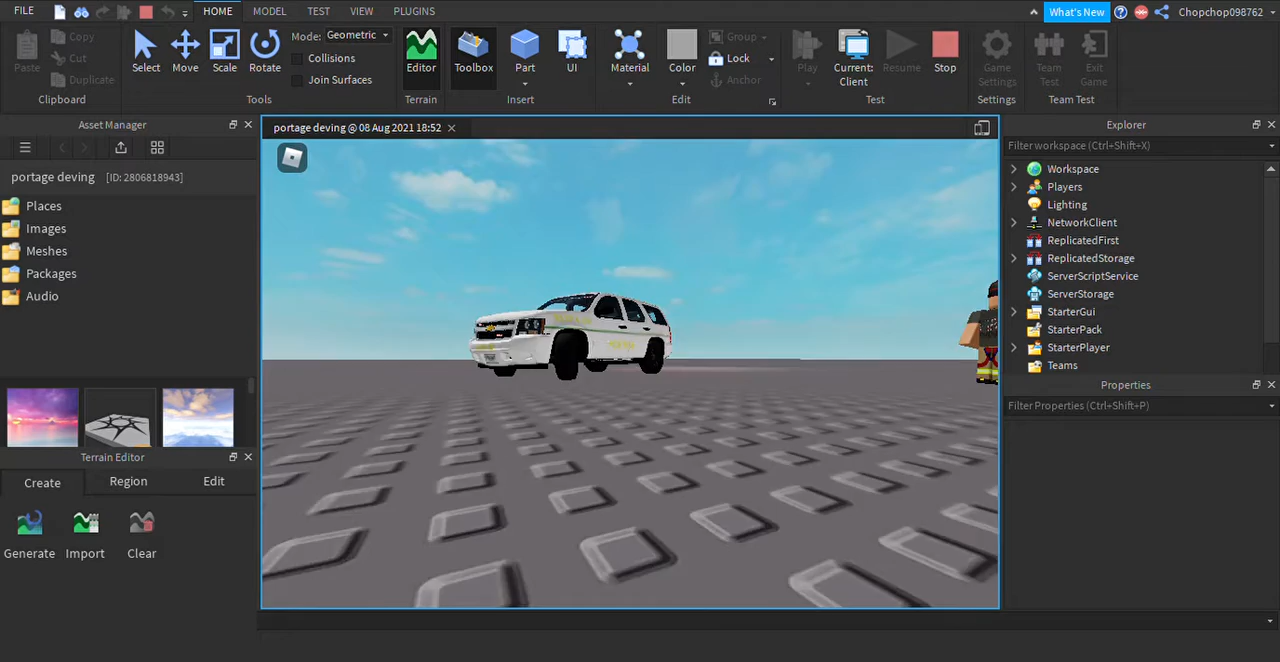 FILE HOME MODEL TEST VIEW PLUGINS What's New Chopchop098762
Paste Copy Cut Duplicate Clipboard
Select Move Scale Rotate Mode: Geometric Collisions Join Surfaces Tools
Editor Terrain
Toolbox Part UI Insert
Material Color Group Lock Anchor Edit
Play Current: Client Resume Stop Test
Game Settings Settings
Team Test Exit Game Team Test
Asset Manager
portage deving [ID: 2806818943]
Places
Images
Meshes
Packages
Audio
Terrain Editor
Create Region Edit
Generate Import Clear
portage deving @ 08 Aug 2021 18:52
Explorer
Filter workspace (Ctrl+Shift+X)
Workspace
Players
Lighting
NetworkClient
ReplicatedFirst
ReplicatedStorage
ServerScriptService
ServerStorage
StarterGui
StarterPack
StarterPlayer
Teams
Properties
Filter Properties (Ctrl+Shift+P)